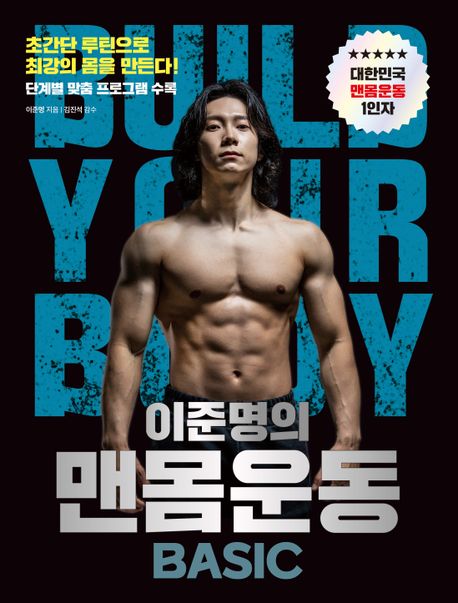 초간단 루틴으로
최강의 몸을 만든다!
단계별 맞춤 프로그램 수록
이준명 지음 | 김진석 감수
★★★★★
대한민국
맨몸운동
1인자
BUILD
YOUR
BODY
이준명의
맨몸운동
BASIC